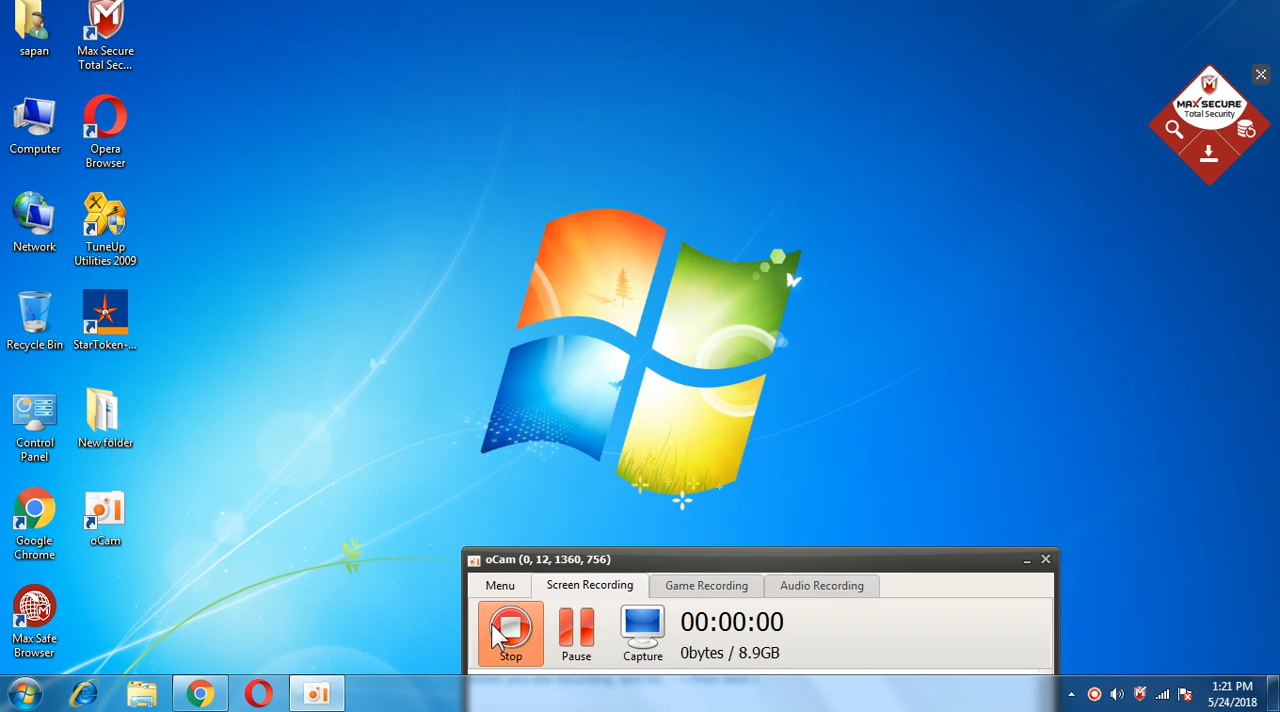 sapan
Max Secure
Total Sec...
Computer
Opera
Browser
Network
TuneUp
Utilities 2009
Recycle Bin
StarToken-...
Control
Panel
New folder
Google
Chrome
oCam
Max Safe
Browser
MAX SECURE
Total Security
oCam (0, 12, 1360, 756)
Menu
Screen Recording
Game Recording
Audio Recording
Stop
Pause
Capture
00:00:00
0bytes / 8.9GB
1:21 PM
5/24/2018